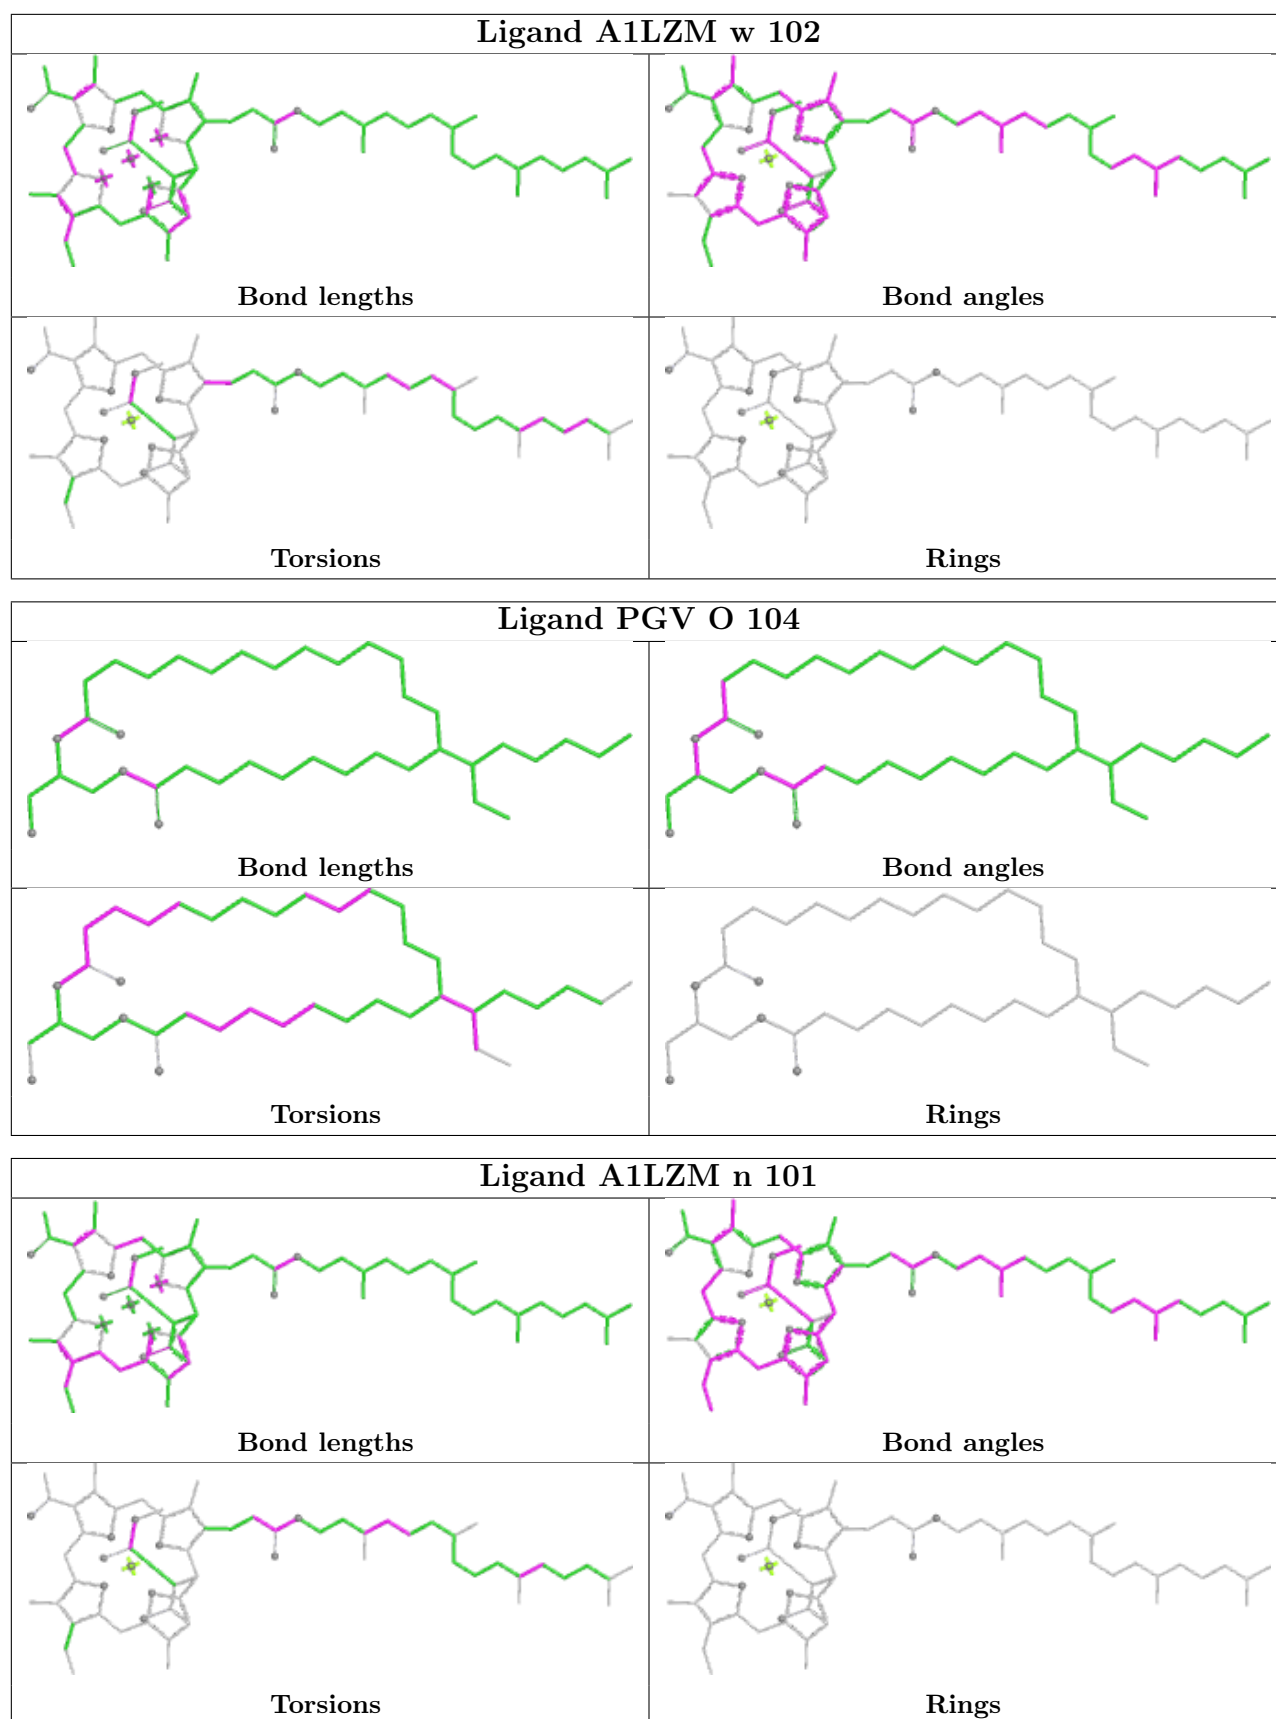 Ligand A1LZM w 102
Bond lengths
Bond angles
Torsions
Rings
Ligand PGV O 104
Bond lengths
Bond angles
Torsions
Rings
Ligand A1LZM n 101
Bond lengths
Bond angles
Torsions
Rings